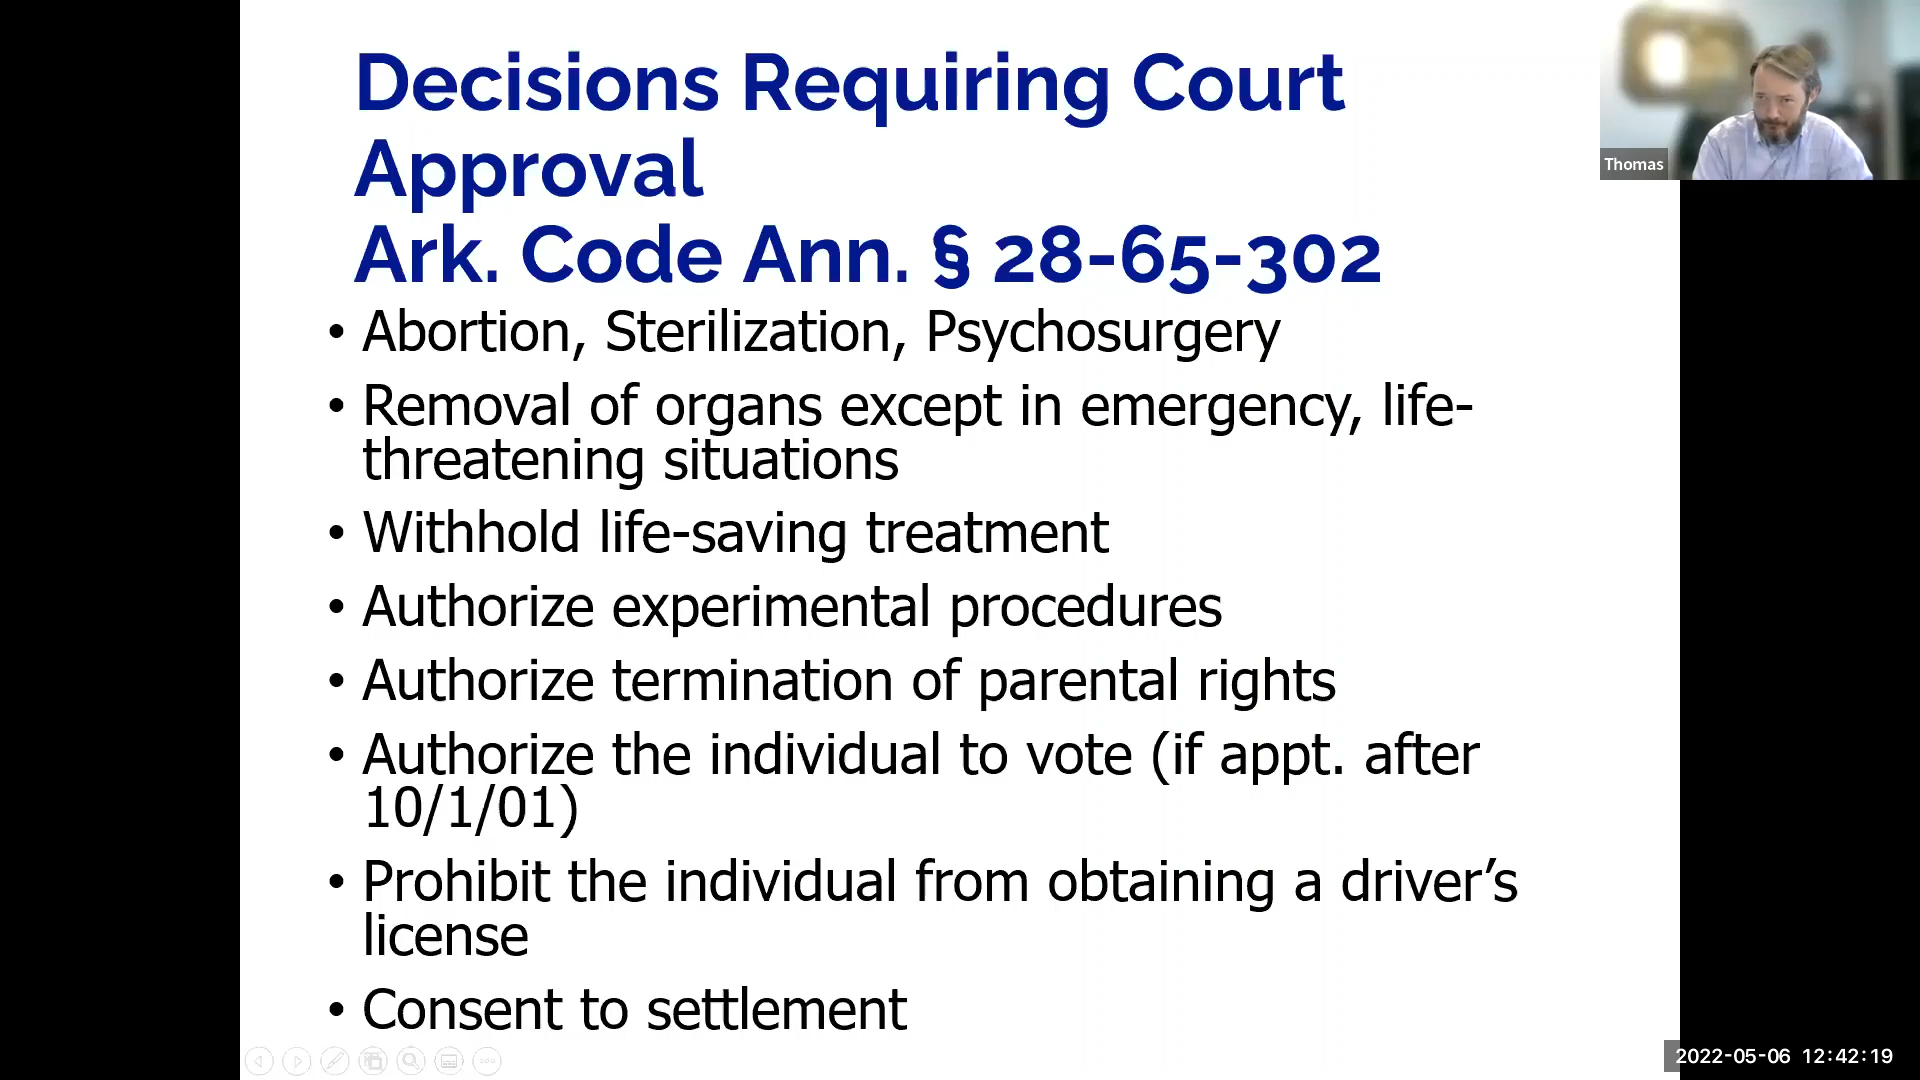 Decisions Requiring Court
Approval
Ark. Code Ann. § 28-65-302
• Abortion, Sterilization, Psychosurgery
• Removal of organs except in emergency, life-
threatening situations
• Withhold life-saving treatment
• Authorize experimental procedures
• Authorize termination of parental rights
• Authorize the individual to vote (if appt. after
10/1/01)
• Prohibit the individual from obtaining a driver’s
license
• Consent to settlement
Thomas
2022-05-06 12:42:19